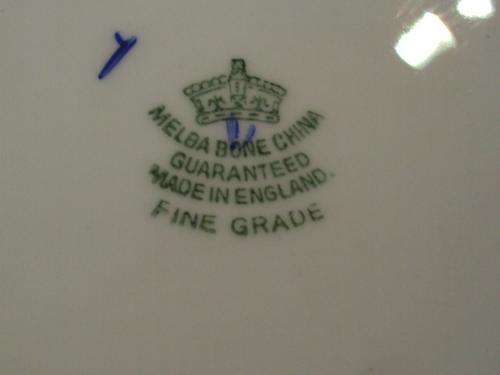 MELBA BONE CHINA
GUARANTEED
MADE IN ENGLAND.
FINE GRADE